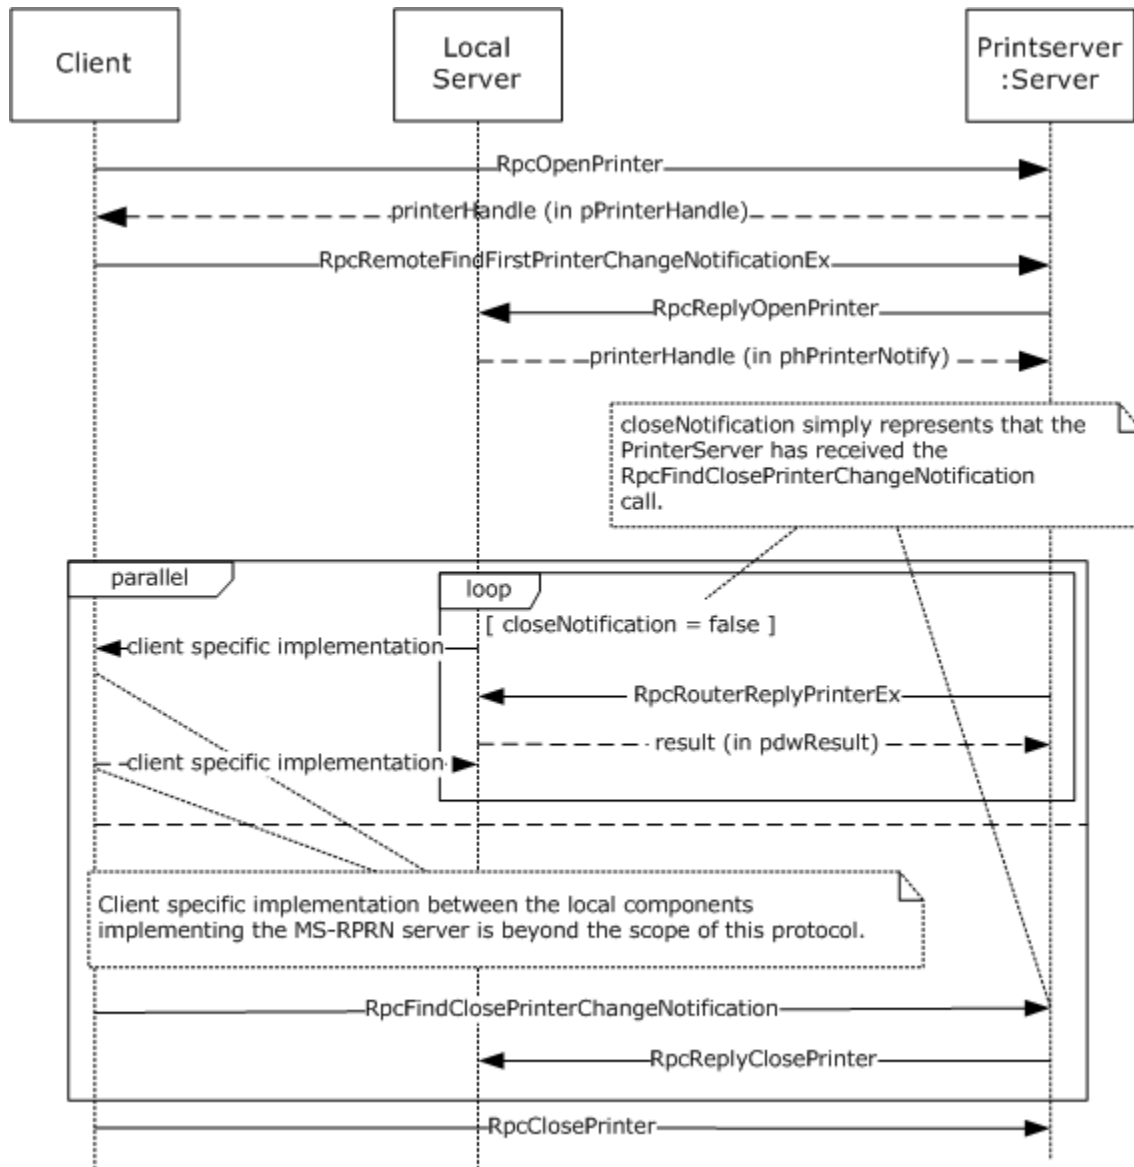 Client
Local
Server
Printserver
:Server
RpcOpenPrinter
printerHandle (in pPrinterHandle)
RpcRemoteFindFirstPrinterChangeNotificationEx
RpcReplyOpenPrinter
printerHandle (in phPrinterNotify)
closeNotification simply represents that the
PrinterServer has received the
RpcFindClosePrinterChangeNotification
call.
parallel
loop
[ closeNotification = false ]
client specific implementation
RpcRouterReplyPrinterEx
result (in pdwResult)
client specific implementation
Client specific implementation between the local components
implementing the MS-RPRN server is beyond the scope of this protocol.
RpcFindClosePrinterChangeNotification
RpcReplyClosePrinter
RpcClosePrinter